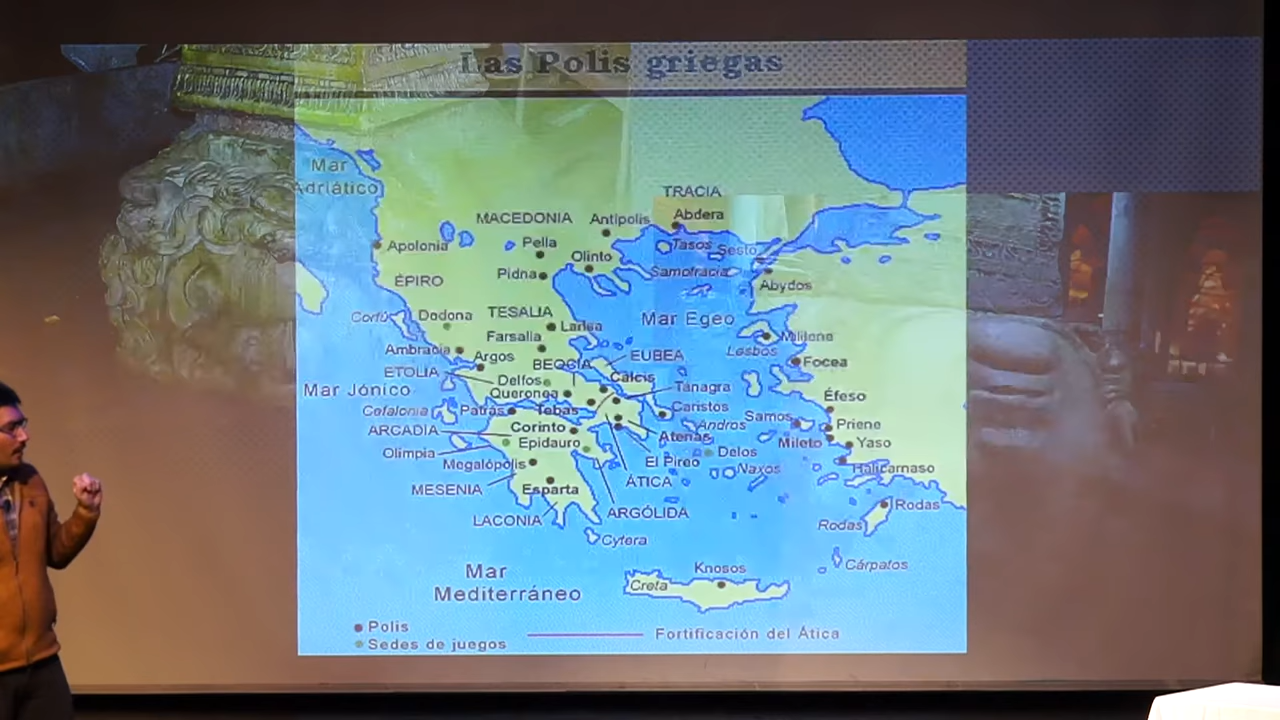 Las Polis griegas
Mar
Adriático
TRACIA
MACEDONIA
Antípolis
Abdera
Apolonia
Pella
Tasos
Sesto
Olinto
Pidna
Samofracia
ÉPIRO
Abydos
Corfú
Dodona
TESALIA
Mar Egeo
Larisa
Farsalia
Ambracia
Argos
BEOCIA
EUBEA
Lesbos
Focea
ETOLIA
Delfos
Calcis
Tanagra
Mar Jónico
Queronea
Éfeso
Cefalonia
Patras
Tebas
Caristos
Samos
ARCADIA
Corinto
Andros
Priene
Epidauro
Atenas
Mileto
Yaso
Olimpia
Delos
Megalópolis
El Pireo
Naxos
Halicarnaso
MESENIA
Esparta
ÁTICA
LACONIA
ARGÓLIDA
Rodas
Rodas
Cytera
Cárpatos
Mar
Mediterráneo
Creta
Knosos
Polis
Sedes de juegos
Fortificación del Ática